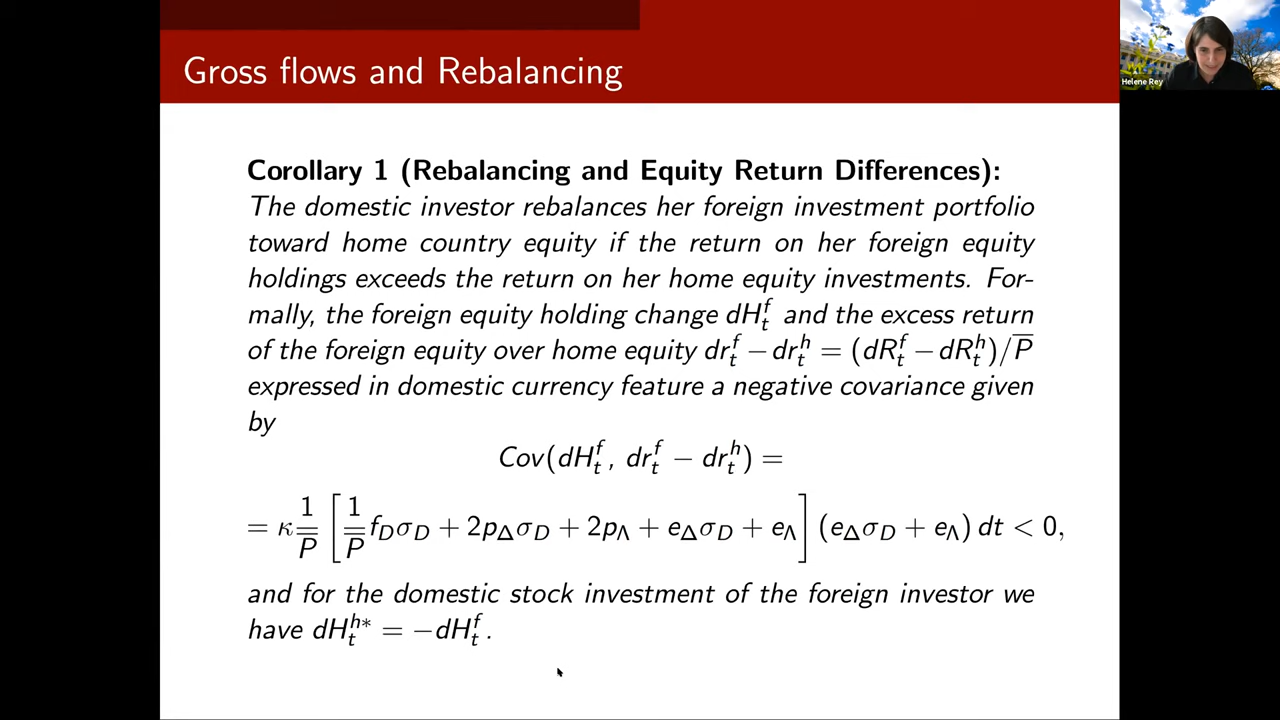 Gross flows and Rebalancing
Helene Rey
Corollary 1 (Rebalancing and Equity Return Differences):
The domestic investor rebalances her foreign investment portfolio
toward home country equity if the return on her foreign equity
holdings exceeds the return on her home equity investments. For-
mally, the foreign equity holding change dH_t^f and the excess return
of the foreign equity over home equity dr_t^f − dr_t^h = (dR_t^f − dR_t^h)/P̅
expressed in domestic currency feature a negative covariance given
by
Cov(dH_t^f, dr_t^f − dr_t^h) =
= κ 1/P̅ [1/P̅ f_D σ_D + 2p_Δ σ_D + 2p_Λ + e_Δ σ_D + e_Λ] (e_Δ σ_D + e_Λ) dt < 0,
and for the domestic stock investment of the foreign investor we
have dH_t^{h*} = −dH_t^f.